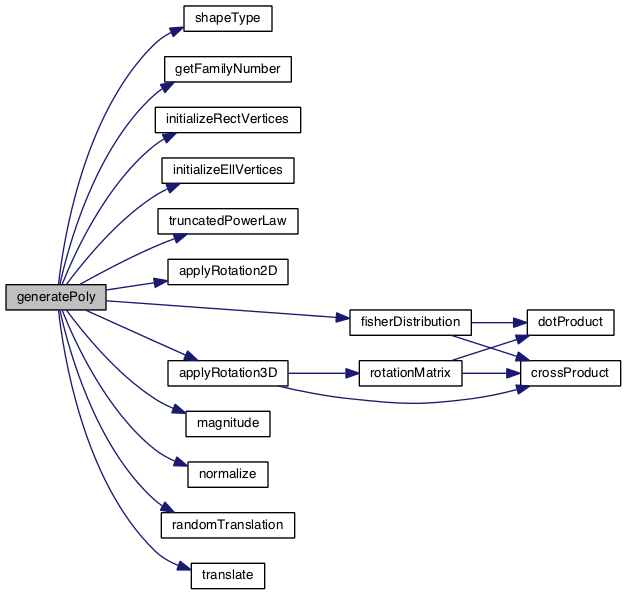 shapeType
getFamilyNumber
initializeRectVertices
initializeEllVertices
truncatedPowerLaw
applyRotation2D
generatePoly
fisherDistribution
dotProduct
applyRotation3D
rotationMatrix
crossProduct
magnitude
normalize
randomTranslation
translate